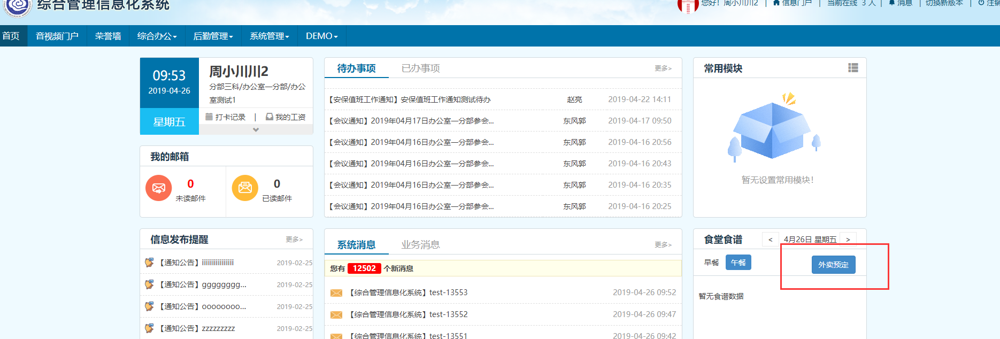 综合管理信息化系统
您好！周小川川2 | 信息门户 | 当前在线 3 人 | 消息 | 切换新版本 | 注销
首页 音视频门户 荣誉墙 综合办公 后勤管理 系统管理 DEMO
09:53
2019-04-26
星期五
周小川川2
分部三科/办公室一分部/办公
室测试1
打卡记录 | 我的工资
待办事项 已办事项 更多>
【安保值班工作通知】安保值班工作通知测试待办 赵亮 2019-04-22 14:11
【会议通知】2019年04月17日办公室一分部参会... 东风郭 2019-04-17 09:50
【会议通知】2019年04月16日办公室一分部参会... 东风郭 2019-04-16 20:56
【会议通知】2019年04月16日办公室一分部参会... 东风郭 2019-04-16 20:43
【会议通知】2019年04月16日办公室一分部参会... 东风郭 2019-04-16 20:35
【会议通知】2019年04月16日办公室一分部参会... 东风郭 2019-04-16 20:25
常用模块
暂无设置常用模块！
我的邮箱
0
未读邮件
0
已读邮件
信息发布提醒 更多>
【通知公告】iiiiiiiiiiiiiiii 2019-02-25
【通知公告】gggggggg... 2019-02-25
【通知公告】oooooooo... 2019-02-25
【通知公告】zzzzzzzzz 2019-02-25
系统消息 业务消息 更多>
您有 12502 个新消息
【综合管理信息化系统】test-13553 2019-04-26 09:52
【综合管理信息化系统】test-13552 2019-04-26 09:47
【综合管理信息化系统】test-13551 2019-04-26 09:42
食堂食谱 < 4月26日 星期五 >
早餐 午餐 外卖预定
暂无食谱数据